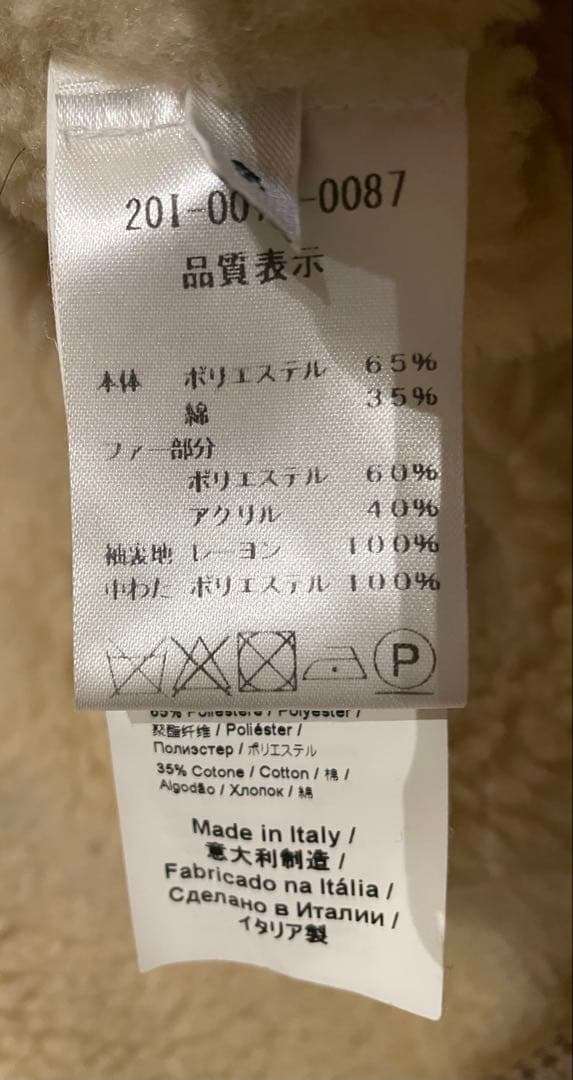 品質表示
本体 ポリエステル 65%
綿 35%
ファー部分
ポリエステル 60%
アクリル 40%
袖裏地 レーヨン 100%
中わた ポリエステル 100%
P
65% Poliestere / Polyester /
聚酯纤维 / Poliéster /
Полиэстер / ポリエステル
35% Cotone / Cotton / 棉 /
Algodão / Хлопок / 綿
Made in Italy /
意大利制造 /
Fabricado na Itália /
Сделано в Италии /
イタリア製